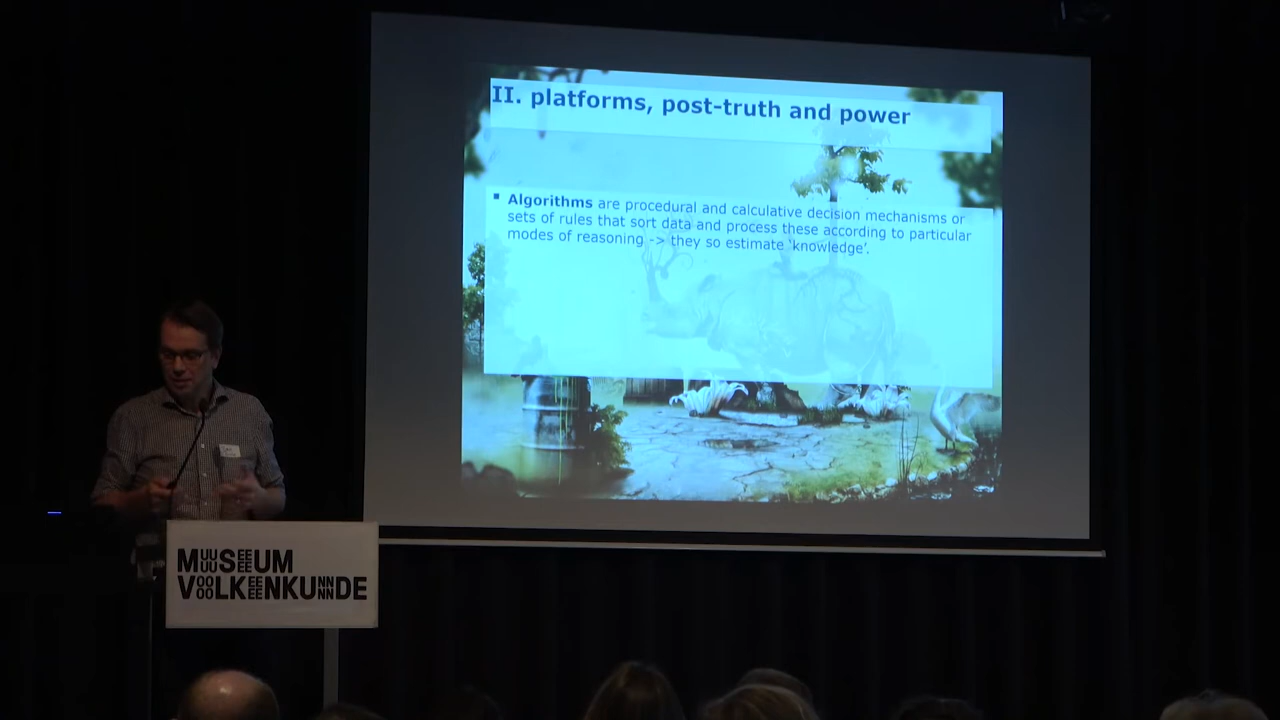 II. platforms, post-truth and power
▪ Algorithms are procedural and calculative decision mechanisms or
sets of rules that sort data and process these according to particular
modes of reasoning -> they so estimate ‘knowledge’.
MUSEUM
VOLKENKUNDE